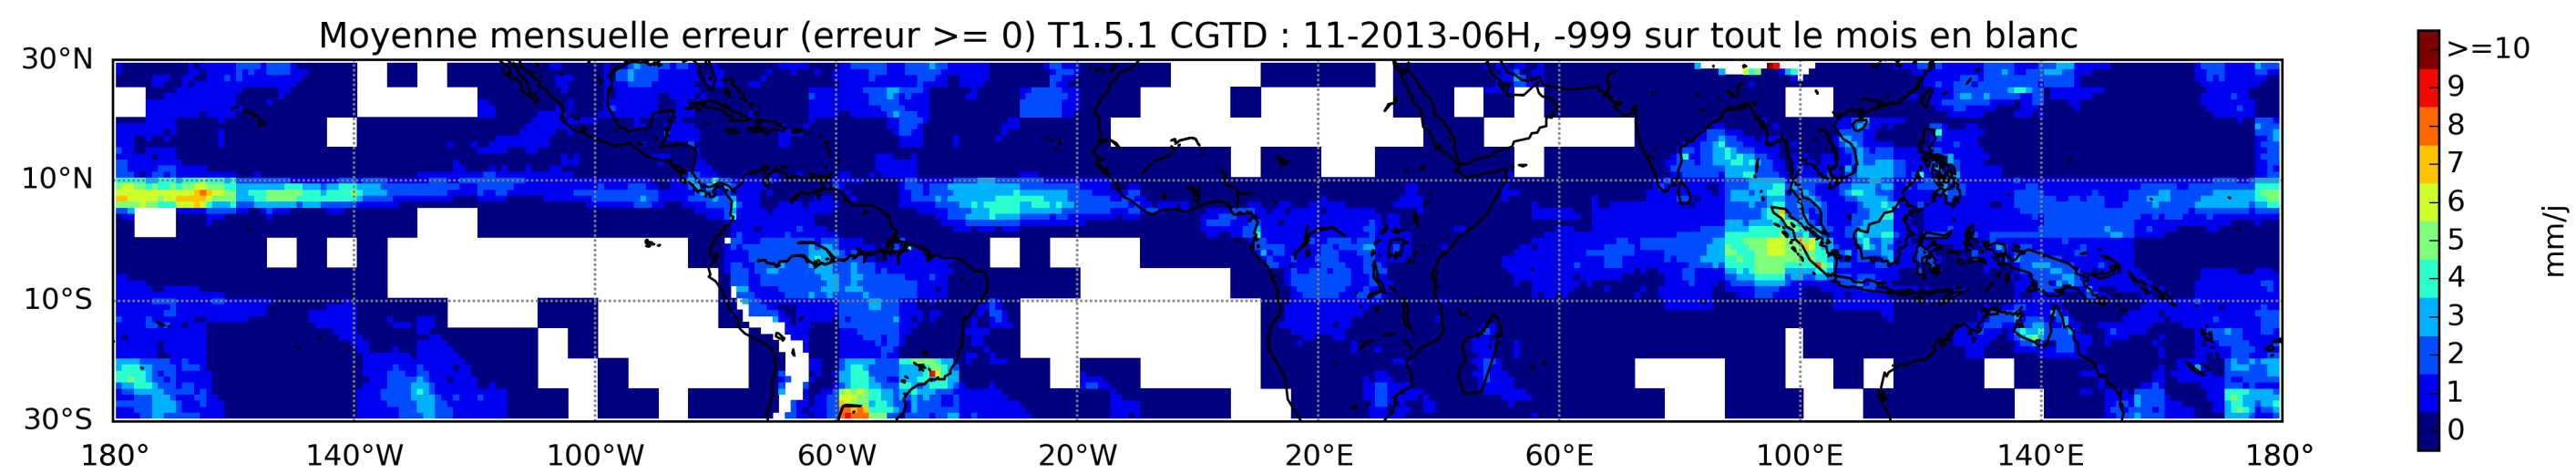 Moyenne mensuelle erreur (erreur >= 0) T1.5.1 CGTD : 11-2013-06H, -999 sur tout le mois en blanc
30°N
10°N
10°S
30°S
180° 140°W 100°W 60°W 20°W 20°E 60°E 100°E 140°E 180°
>=10
9
8
7
6
5
4
3
2
1
0
mm/j